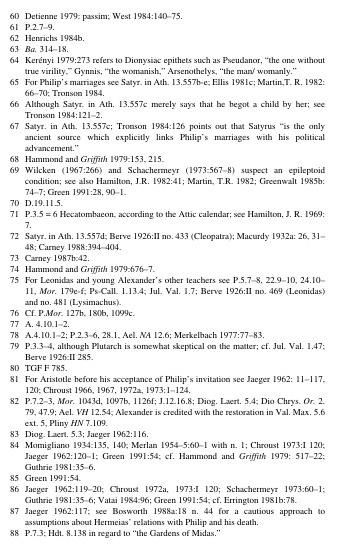 60 Detienne 1979: passim; West 1984:140–75.
61 P.2.7–9.
62 Henrichs 1984b.
63 Ba. 314–18.
64 Kerényi 1979:273 refers to Dionysiac epithets such as Pseudanor, “the one without
true virility,” Gynnis, “the womanish,” Arsenothelys, “the man/ womanly.”
65 For Philip’s marriages see Satyr. in Ath. 13.557b-e; Ellis 1981c; Martin,T.R. 1982:
66–70; Tronson 1984.
66 Although Satyr. in Ath. 13.557c merely says that he begot a child by her; see
Tronson 1984:121–2.
67 Satyr. in Ath. 13.557c; Tronson 1984:126 points out that Satyrus “is the only
ancient source which explicitly links Philip’s marriages with his political
advancement.”
68 Hammond and Griffith 1979:153, 215.
69 Wilcken (1967:266) and Schachermeyr (1973:567–8) suspect an epileptoid
condition; see also Hamilton, J.R. 1982:41; Martin, T.R. 1982; Greenwalt 1985b:
74–7; Green 1991:28, 90–1.
70 D.19.11.5.
71 P.3.5 = 6 Hecatombaeon, according to the Attic calendar; see Hamilton, J. R. 1969:
7.
72 Satyr. in Ath. 13.557d; Berve 1926:II no. 433 (Cleopatra); Macurdy 1932a: 26, 31–
48; Carney 1988:394–404.
73 Carney 1987b:42.
74 Hammond and Griffith 1979:676–7.
75 For Leonidas and young Alexander’s other teachers see P.5.7–8, 22.9–10, 24.10–
11, Mor. 179e-f; Ps-Call. 1.13.4; Jul. Val. 1.7; Berve 1926:II no. 469 (Leonidas)
and no. 481 (Lysimachus).
76 Cf. P.Mor. 127b, 180b, 1099c.
77 A. 4.10.1–2.
78 A.4.10.1–2; P.2.3–6, 28.1, Ael. NA 12.6; Merkelbach 1977:77–83.
79 P.3.3–4, although Plutarch is somewhat skeptical on the matter; cf. Jul. Val. 1.47;
Berve 1926:II 285.
80 TGF F 785.
81 For Aristotle before his acceptance of Philip’s invitation see Jaeger 1962: 11–117,
120; Chroust 1966, 1967, 1972a, 1973:1–124.
82 P.7.2–3, Mor. 1043d, 1097b, 1126f; J.12.16.8; Diog. Laert. 5.4; Dio Chrys. Or. 2.
79, 47.9; Ael. VH 12.54; Alexander is credited with the restoration in Val. Max. 5.6
ext. 5, Pliny HN 7.109.
83 Diog. Laert. 5.3; Jaeger 1962:116.
84 Momigliano 1934:135, 140; Merlan 1954–5:60–1 with n. 1; Chroust 1973:I 120;
Jaeger 1962:120–1; Green 1991:54; cf. Hammond and Griffith 1979: 517–22;
Guthrie 1981:35–6.
85 Green 1991:54.
86 Jaeger 1962:119–20; Chroust 1972a, 1973:I 120; Schachermeyr 1973:60–1;
Guthrie 1981:35–6; Vatai 1984:96; Green 1991:54; cf. Errington 1981b:78.
87 Jaeger 1962:117; see Bosworth 1988a:18 n. 44 for a cautious approach to
assumptions about Hermeias’ relations with Philip and his death.
88 P.7.3; Hdt. 8.138 in regard to “the Gardens of Midas.”